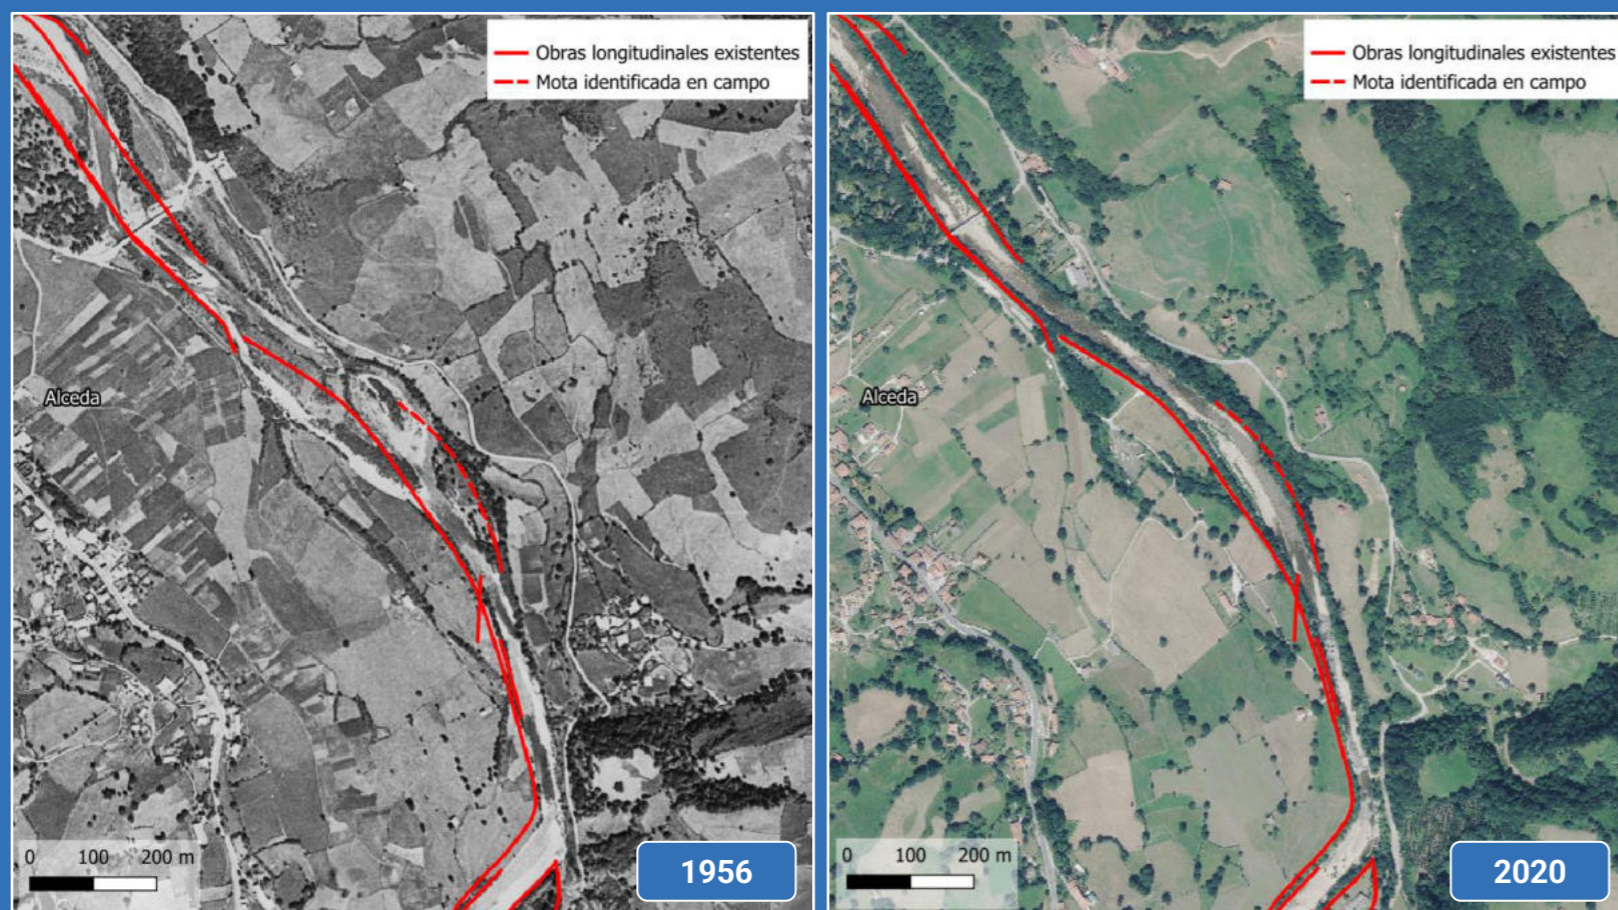 Obras longitudinales existentes
Mota identificada en campo
Alceda
0 100 200 m
1956
Obras longitudinales existentes
Mota identificada en campo
Alceda
0 100 200 m
2020